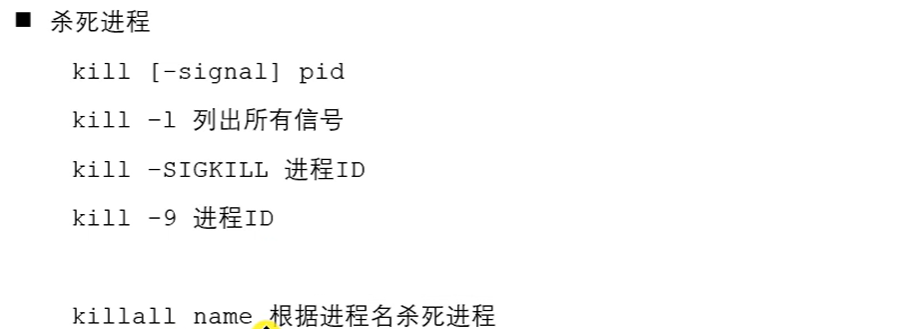 ■ 杀死进程
kill [-signal] pid
kill -l 列出所有信号
kill -SIGKILL 进程ID
kill -9 进程ID
killall name 根据进程名杀死进程